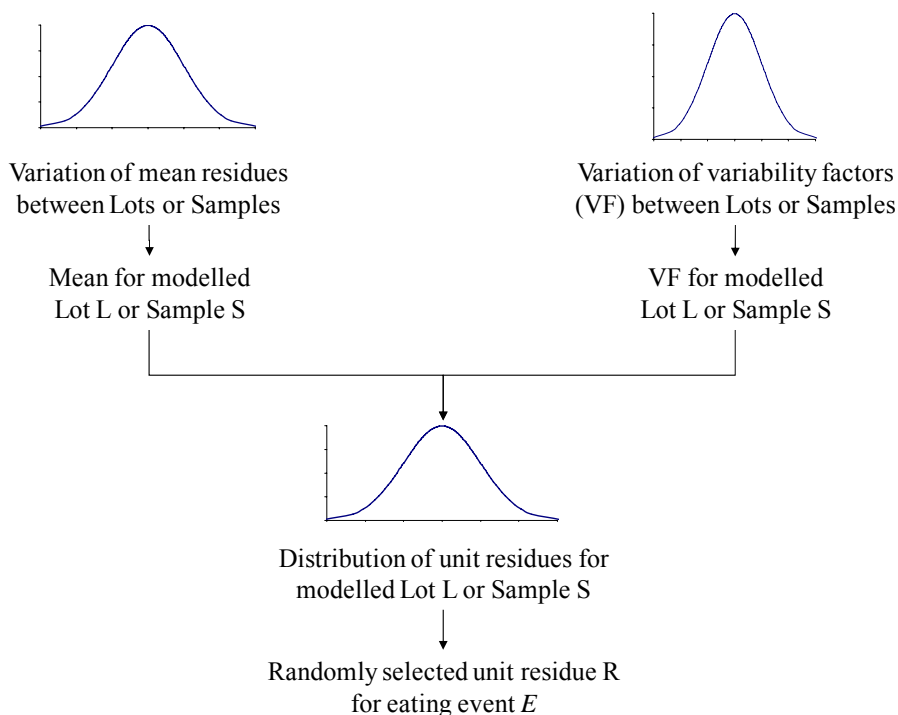 Variation of mean residues
between Lots or Samples
Variation of variability factors
(VF) between Lots or Samples
Mean for modelled
Lot L or Sample S
VF for modelled
Lot L or Sample S
Distribution of unit residues for
modelled Lot L or Sample S
Randomly selected unit residue R
for eating event E